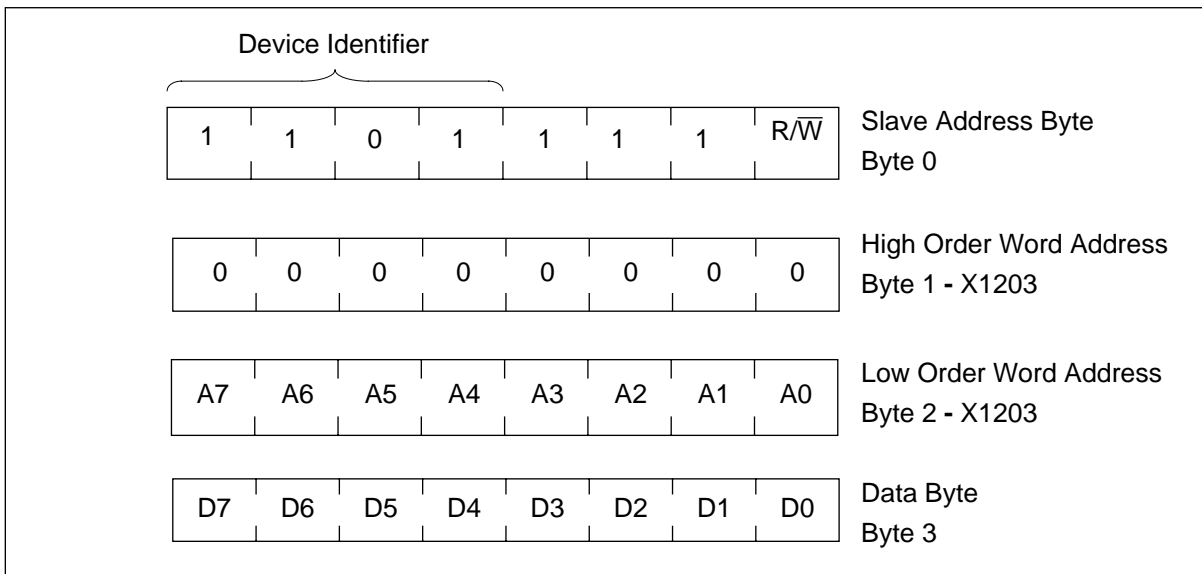 Device Identifier
1 1 0 1 1 1 1 R/W̅
Slave Address Byte
Byte 0
0 0 0 0 0 0 0 0
High Order Word Address
Byte 1 - X1203
A7 A6 A5 A4 A3 A2 A1 A0
Low Order Word Address
Byte 2 - X1203
D7 D6 D5 D4 D3 D2 D1 D0
Data Byte
Byte 3